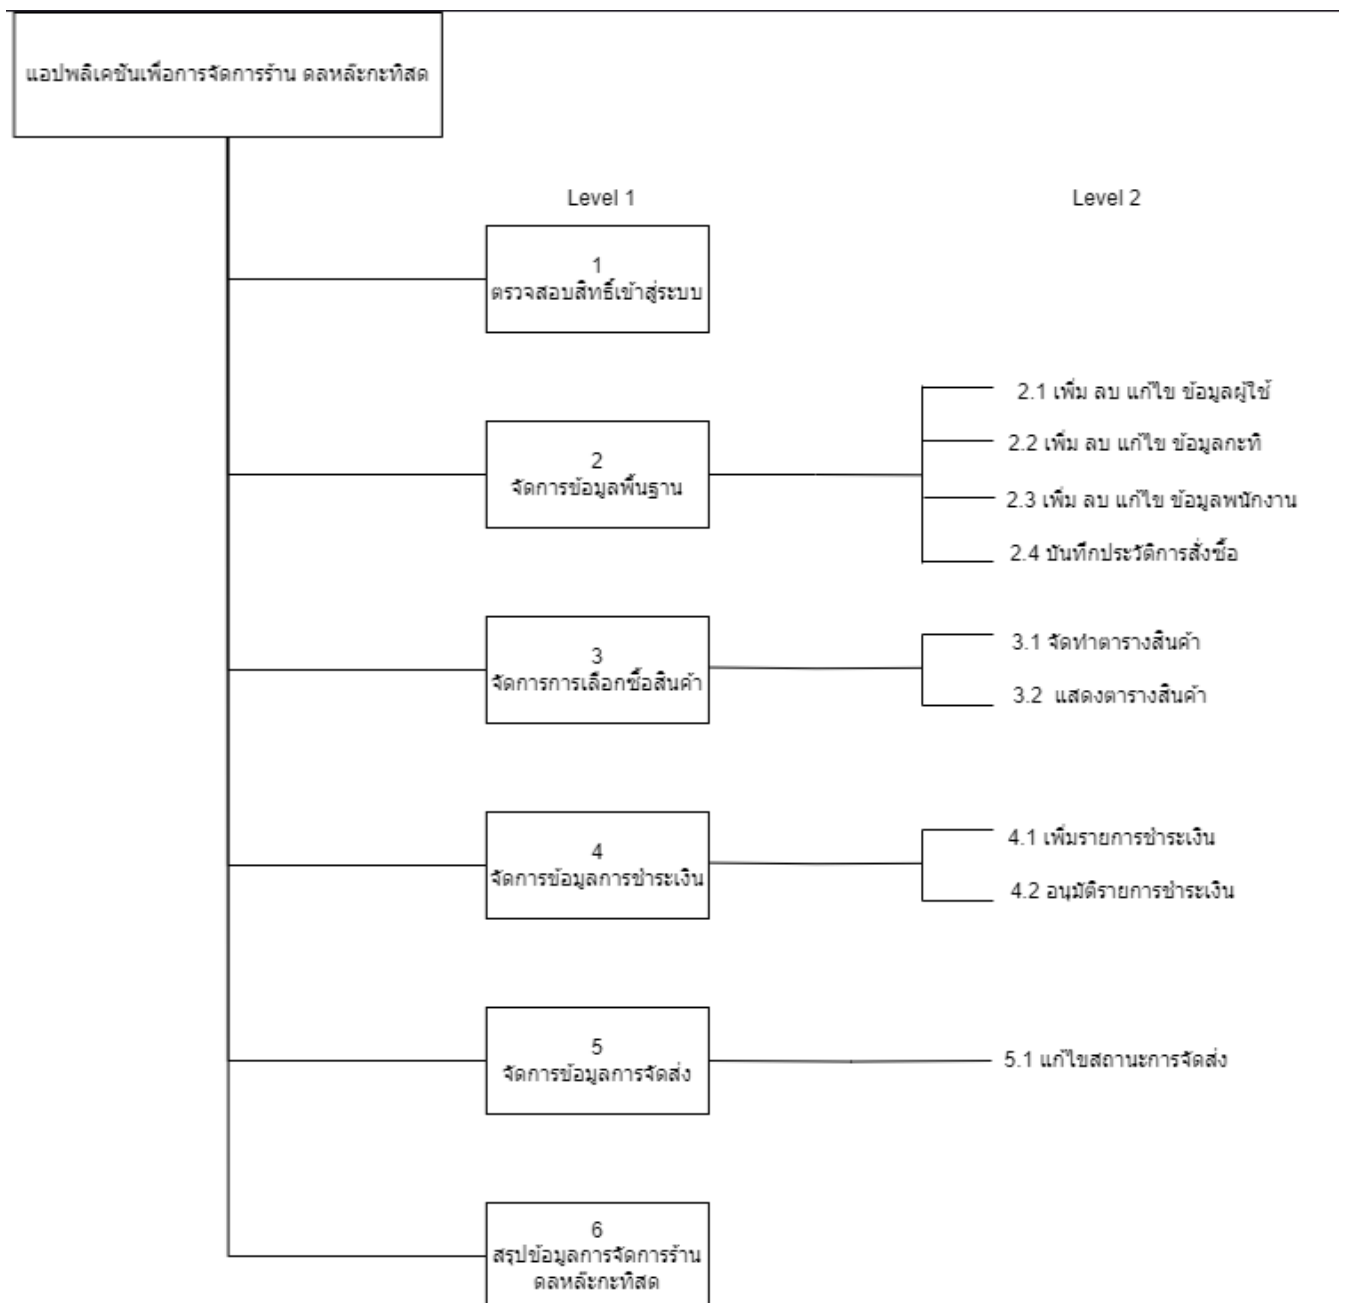 แอปพลิเคชันเพื่อการจัดการร้าน ดลหล๊ะกะทิสด
Level 1
Level 2
1
ตรวจสอบสิทธิ์เข้าสู่ระบบ
2
จัดการข้อมูลพื้นฐาน
2.1 เพิ่ม ลบ แก้ไข ข้อมูลผู้ใช้
2.2 เพิ่ม ลบ แก้ไข ข้อมูลกะทิ
2.3 เพิ่ม ลบ แก้ไข ข้อมูลพนักงาน
2.4 บันทึกประวัติการสั่งซื้อ
3
จัดการการเลือกซื้อสินค้า
3.1 จัดทำตารางสินค้า
3.2 แสดงตารางสินค้า
4
จัดการข้อมูลการชำระเงิน
4.1 เพิ่มรายการชำระเงิน
4.2 อนุมัติรายการชำระเงิน
5
จัดการข้อมูลการจัดส่ง
5.1 แก้ไขสถานะการจัดส่ง
6
สรุปข้อมูลการจัดการร้าน
ดลหล๊ะกะทิสด